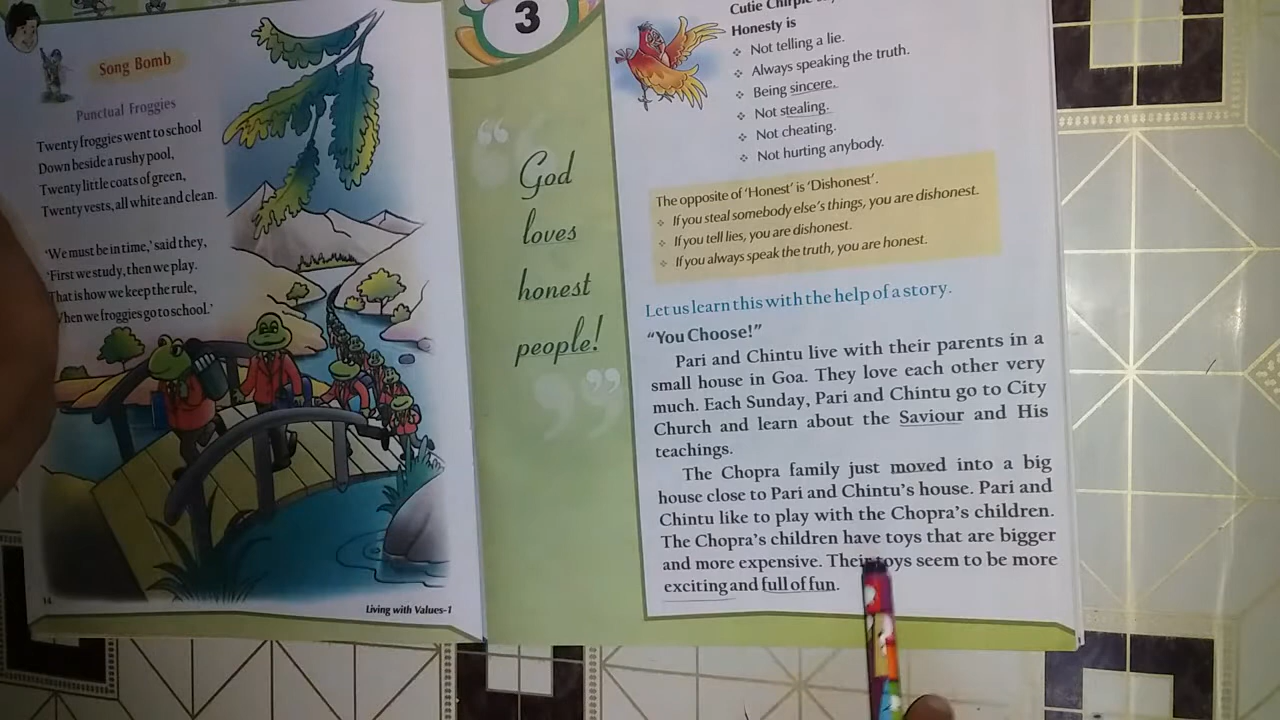 Song Bomb
Punctual Froggies
Twenty froggies went to school
Down beside a rushy pool,
Twenty little coats of green,
Twenty vests, all white and clean.
'We must be in time,' said they,
'First we study, then we play.
That is how we keep the rule,
When we froggies go to school.'
14
Living with Values-1
3
"God
loves
honest
people!"
Cutie
Honesty is
❖ Not telling a lie.
❖ Always speaking the truth.
❖ Being sincere.
❖ Not stealing.
❖ Not cheating.
❖ Not hurting anybody.
The opposite of 'Honest' is 'Dishonest'.
❖ If you steal somebody else's things, you are dishonest.
❖ If you tell lies, you are dishonest.
❖ If you always speak the truth, you are honest.
Let us learn this with the help of a story.
"You Choose!"
Pari and Chintu live with their parents in a
small house in Goa. They love each other very
much. Each Sunday, Pari and Chintu go to City
Church and learn about the Saviour and His
teachings.
The Chopra family just moved into a big
house close to Pari and Chintu's house. Pari and
Chintu like to play with the Chopra's children.
The Chopra's children have toys that are bigger
and more expensive. Their toys seem to be more
exciting and full of fun.